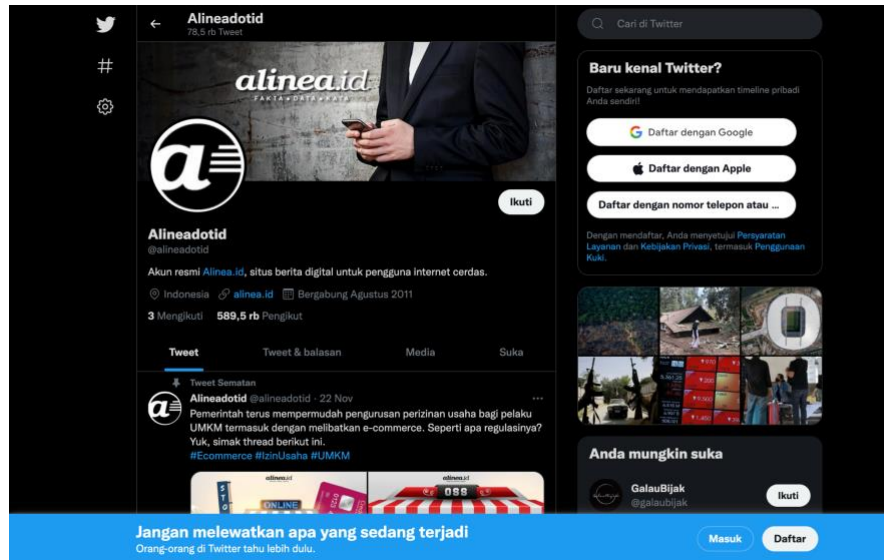 Alineadotid
78,5 rb Tweet
alinea.id
FAKTA•DATA•KATA
a
Ikuti
Alineadotid
@alineadotid
Akun resmi Alinea.id, situs berita digital untuk pengguna internet cerdas.
Indonesia alinea.id Bergabung Agustus 2011
3 Mengikuti 589,5 rb Pengikut
Tweet Tweet & balasan Media Suka
Tweet Sematan
Alineadotid @alineadotid · 22 Nov
Pemerintah terus mempermudah pengurusan perizinan usaha bagi pelaku
UMKM termasuk dengan melibatkan e-commerce. Seperti apa regulasinya?
Yuk, simak thread berikut ini.
#Ecommerce #IzinUsaha #UMKM
alinea.id
STO
ONLINE
0123
alinea.id
OSS
Cari di Twitter
Baru kenal Twitter?
Daftar sekarang untuk mendapatkan timeline pribadi
Anda sendiri!
Daftar dengan Google
Daftar dengan Apple
Daftar dengan nomor telepon atau ...
Dengan mendaftar, Anda menyetujui Persyaratan
Layanan dan Kebijakan Privasi, termasuk Penggunaan
Kuki.
Anda mungkin suka
GalauBijak
@galaubijak
Ikuti
Jangan melewatkan apa yang sedang terjadi
Orang-orang di Twitter tahu lebih dulu.
Masuk
Daftar